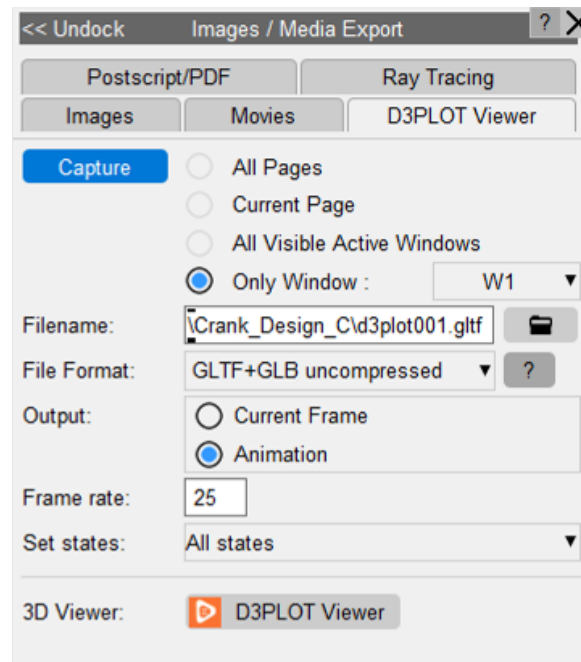 << Undock Images / Media Export ? X
Postscript/PDF Ray Tracing
Images Movies D3PLOT Viewer
Capture All Pages
Current Page
All Visible Active Windows
Only Window : W1
Filename: \Crank_Design_C\d3plot001.gltf
File Format: GLTF+GLB uncompressed ?
Output: Current Frame
Animation
Frame rate: 25
Set states: All states
3D Viewer: D3PLOT Viewer